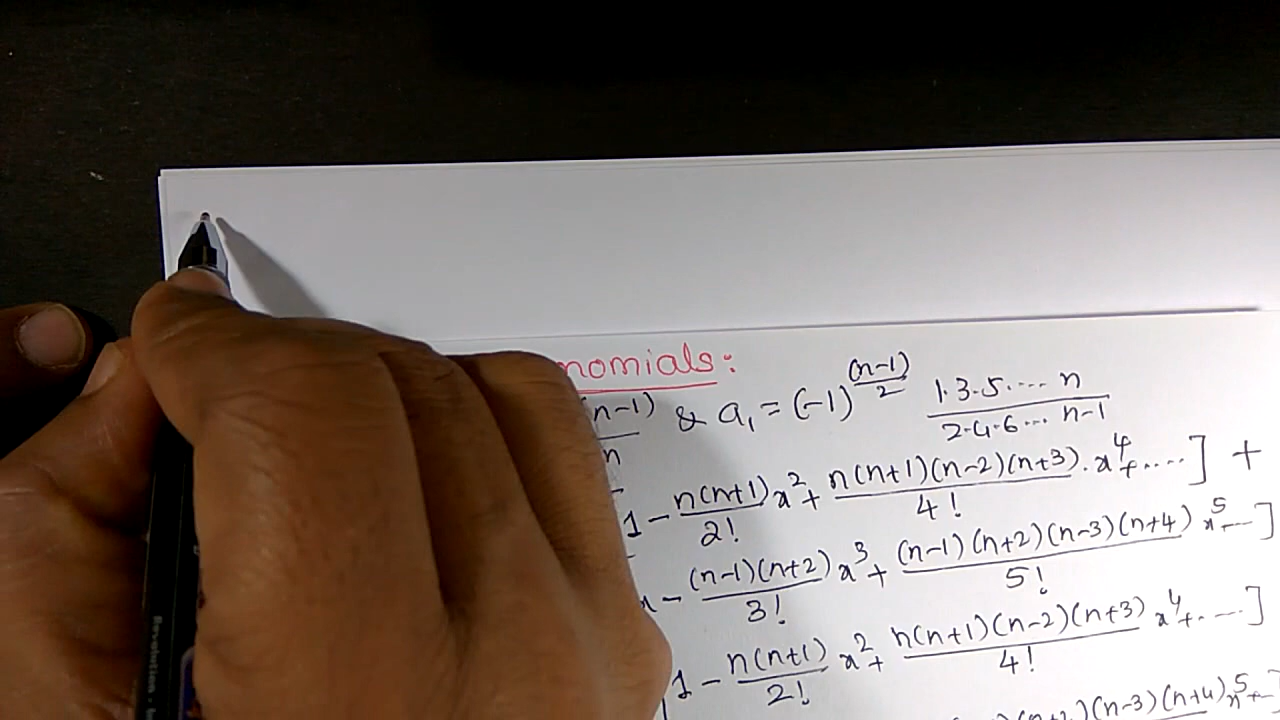 nomials:
(n-1) & a₁ = (-1)^((n-1)/2) (1.3.5.....n)/(2.4.6...n-1)
n
1 - n(n+1)/2! x² + n(n+1)(n-2)(n+3)/4! . x⁴ + ....] +
x - (n-1)(n+2)/3! x³ + (n-1)(n+2)(n-3)(n+4)/5! x⁵ ...]
1 - n(n+1)/2! x² + n(n+1)(n-2)(n+3)/4! x⁴ + ....]
(n-3)(n+4) x⁵ + ...]
Revolution